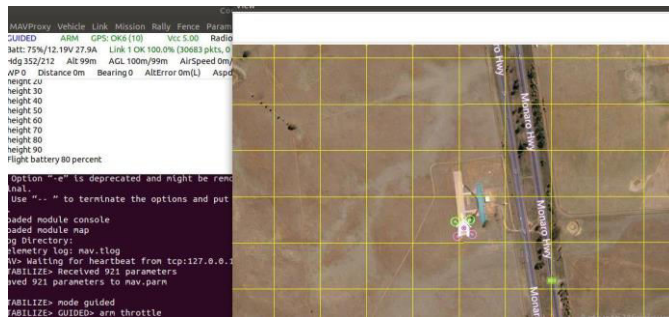 Co
View
MAVProxy Vehicle Link Mission Rally Fence Param
GUIDED ARM GPS: OK6 (10) Vcc 5.00 Radio
Batt: 75%/12.19V 27.9A Link 1 OK 100.0% (30683 pkts, 0
Hdg 352/212 Alt 99m AGL 100m/99m AirSpeed 0m/
WP 0 Distance 0m Bearing 0 AltError 0m(L) Aspd
height 20
height 30
height 40
height 50
height 60
height 70
height 80
height 90
Flight battery 80 percent
Option "-e" is deprecated and might be remo
inal.
Use "-- " to terminate the options and put
oaded module console
oaded module map
og Directory:
elemetry log: mav.tlog
AV> Waiting for heartbeat from tcp:127.0.0.1
TABILIZE> Received 921 parameters
aved 921 parameters to mav.parm
TABILIZE> mode guided
TABILIZE> GUIDED> arm throttle
Hwy
Monaro Hwy
Monaro Hwy
Monar